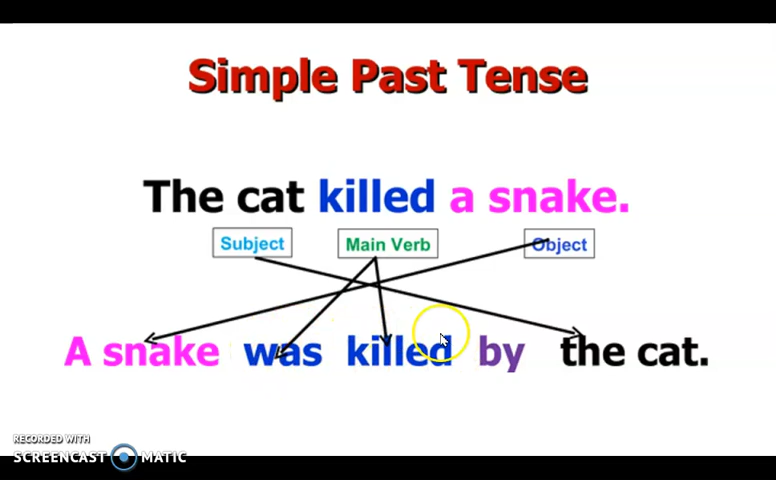 Simple Past Tense
The cat killed a snake.
Subject Main Verb Object
A snake was killed by the cat.
RECORDED WITH
SCREENCAST MATIC